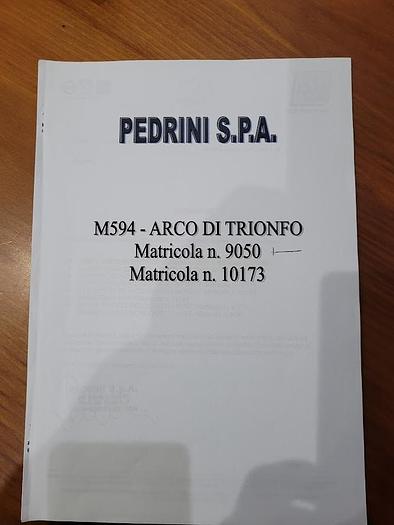 PEDRINI S.P.A.
M594 - ARCO DI TRIONFO
Matricola n. 9050
Matricola n. 10173